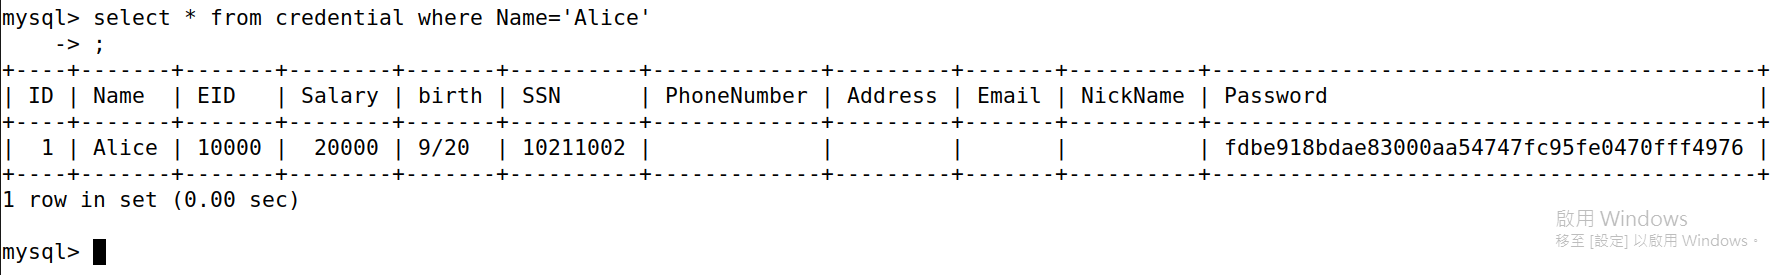 mysql> select * from credential where Name='Alice'
    -> ;
+----+-------+-------+--------+-------+----------+-------------+---------+-------+----------+------------------------------------------+
| ID | Name  | EID   | Salary | birth | SSN      | PhoneNumber | Address | Email | NickName | Password                                 |
+----+-------+-------+--------+-------+----------+-------------+---------+-------+----------+------------------------------------------+
|  1 | Alice | 10000 |  20000 | 9/20  | 10211002 |             |         |       |          | fdbe918bdae83000aa54747fc95fe0470fff4976 |
+----+-------+-------+--------+-------+----------+-------------+---------+-------+----------+------------------------------------------+
1 row in set (0.00 sec)
啟用 Windows
移至 [設定] 以啟用 Windows。
mysql>